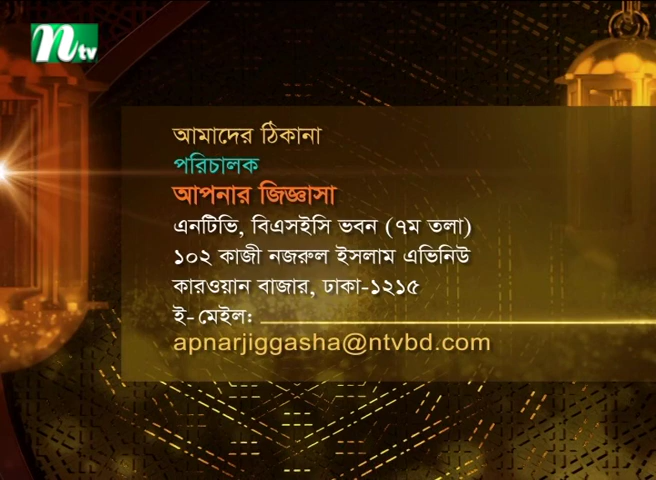 ntv
আমাদের ঠিকানা
পরিচালক
আপনার জিজ্ঞাসা
এনটিভি, বিএসইসি ভবন (৭ম তলা)
১০২ কাজী নজরুল ইসলাম এভিনিউ
কারওয়ান বাজার, ঢাকা-১২১৫
ই-মেইল:
apnarjiggasha@ntvbd.com